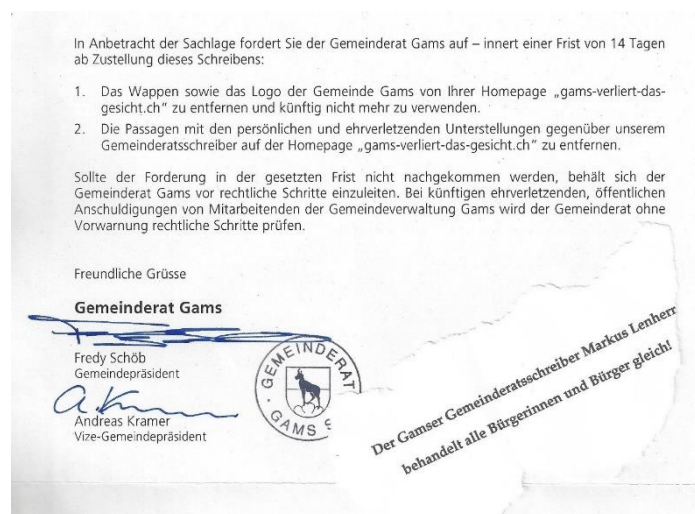 In Anbetracht der Sachlage fordert Sie der Gemeinderat Gams auf – innert einer Frist von 14 Tagen
ab Zustellung dieses Schreibens:
1. Das Wappen sowie das Logo der Gemeinde Gams von Ihrer Homepage „gams-verliert-das-
gesicht.ch" zu entfernen und künftig nicht mehr zu verwenden.
2. Die Passagen mit den persönlichen und ehrverletzenden Unterstellungen gegenüber unserem
Gemeinderatsschreiber auf der Homepage „gams-verliert-das-gesicht.ch" zu entfernen.
Sollte der Forderung in der gesetzten Frist nicht nachgekommen werden, behält sich der
Gemeinderat Gams vor rechtliche Schritte einzuleiten. Bei künftigen ehrverletzenden, öffentlichen
Anschuldigungen von Mitarbeitenden der Gemeindeverwaltung Gams wird der Gemeinderat ohne
Vorwarnung rechtliche Schritte prüfen.
Freundliche Grüsse
Gemeinderat Gams
Fredy Schöb
Gemeindepräsident
Andreas Kramer
Vize-Gemeindepräsident
GEMEINDERAT
GAMS
Der Gamser Gemeinderatsschreiber Markus Lenherr
behandelt alle Bürgerinnen und Bürger gleich!